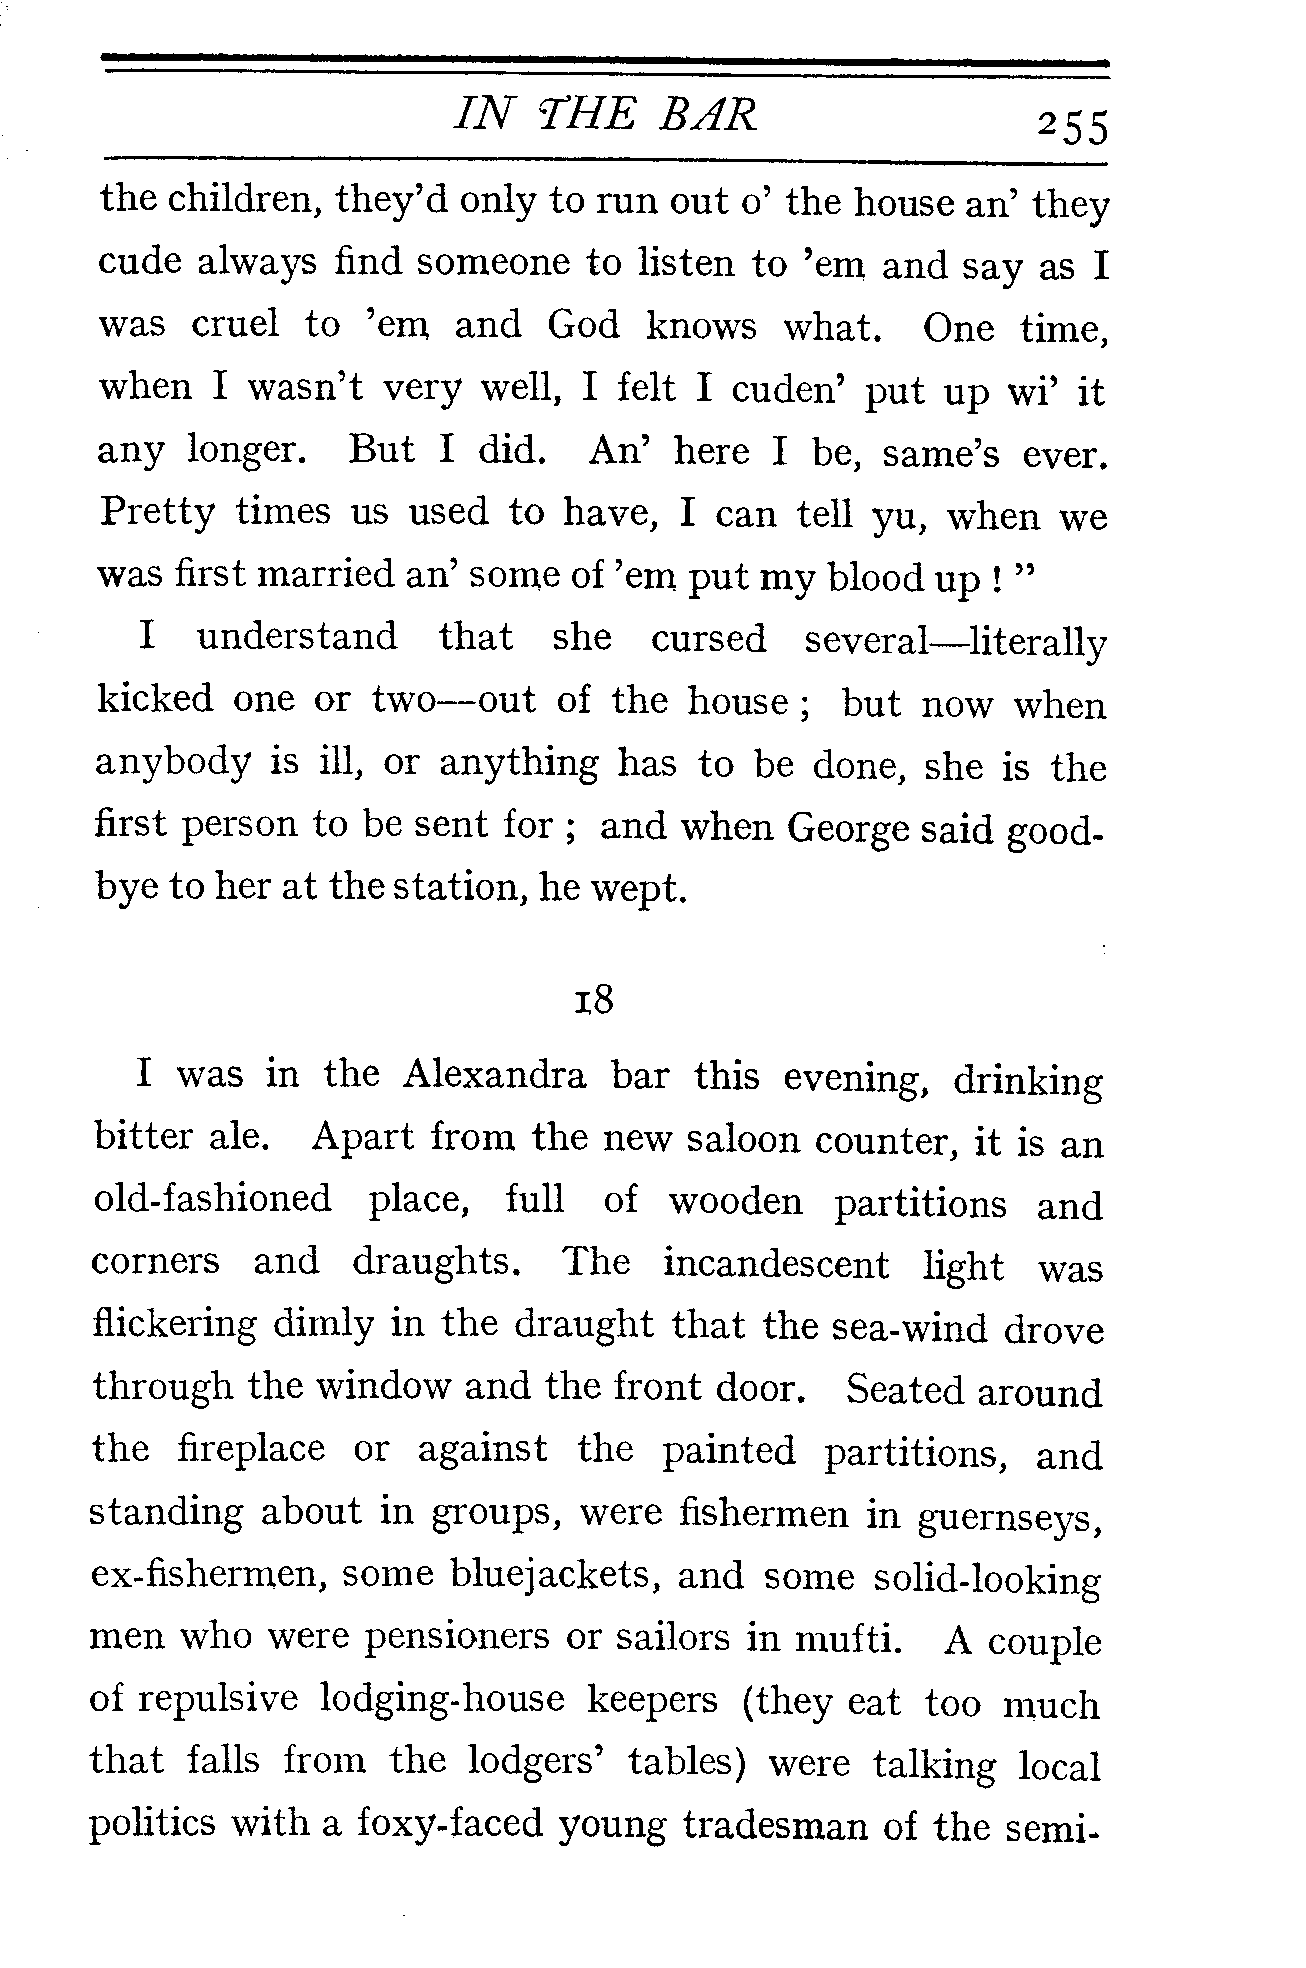 IN THE BAR 255
the children, they'd only to run out o' the house an' they
cude always find someone to listen to 'em and say as I
was cruel to 'em and God knows what. One time,
when I wasn't very well, I felt I cuden' put up wi' it
any longer. But I did. An' here I be, same's ever.
Pretty times us used to have, I can tell yu, when we
was first married an' some of 'em put my blood up ! "
I understand that she cursed several—literally
kicked one or two—out of the house ; but now when
anybody is ill, or anything has to be done, she is the
first person to be sent for ; and when George said good-
bye to her at the station, he wept.
18
I was in the Alexandra bar this evening, drinking
bitter ale. Apart from the new saloon counter, it is an
old-fashioned place, full of wooden partitions and
corners and draughts. The incandescent light was
flickering dimly in the draught that the sea-wind drove
through the window and the front door. Seated around
the fireplace or against the painted partitions, and
standing about in groups, were fishermen in guernseys,
ex-fishermen, some bluejackets, and some solid-looking
men who were pensioners or sailors in mufti. A couple
of repulsive lodging-house keepers (they eat too much
that falls from the lodgers' tables) were talking local
politics with a foxy-faced young tradesman of the semi-